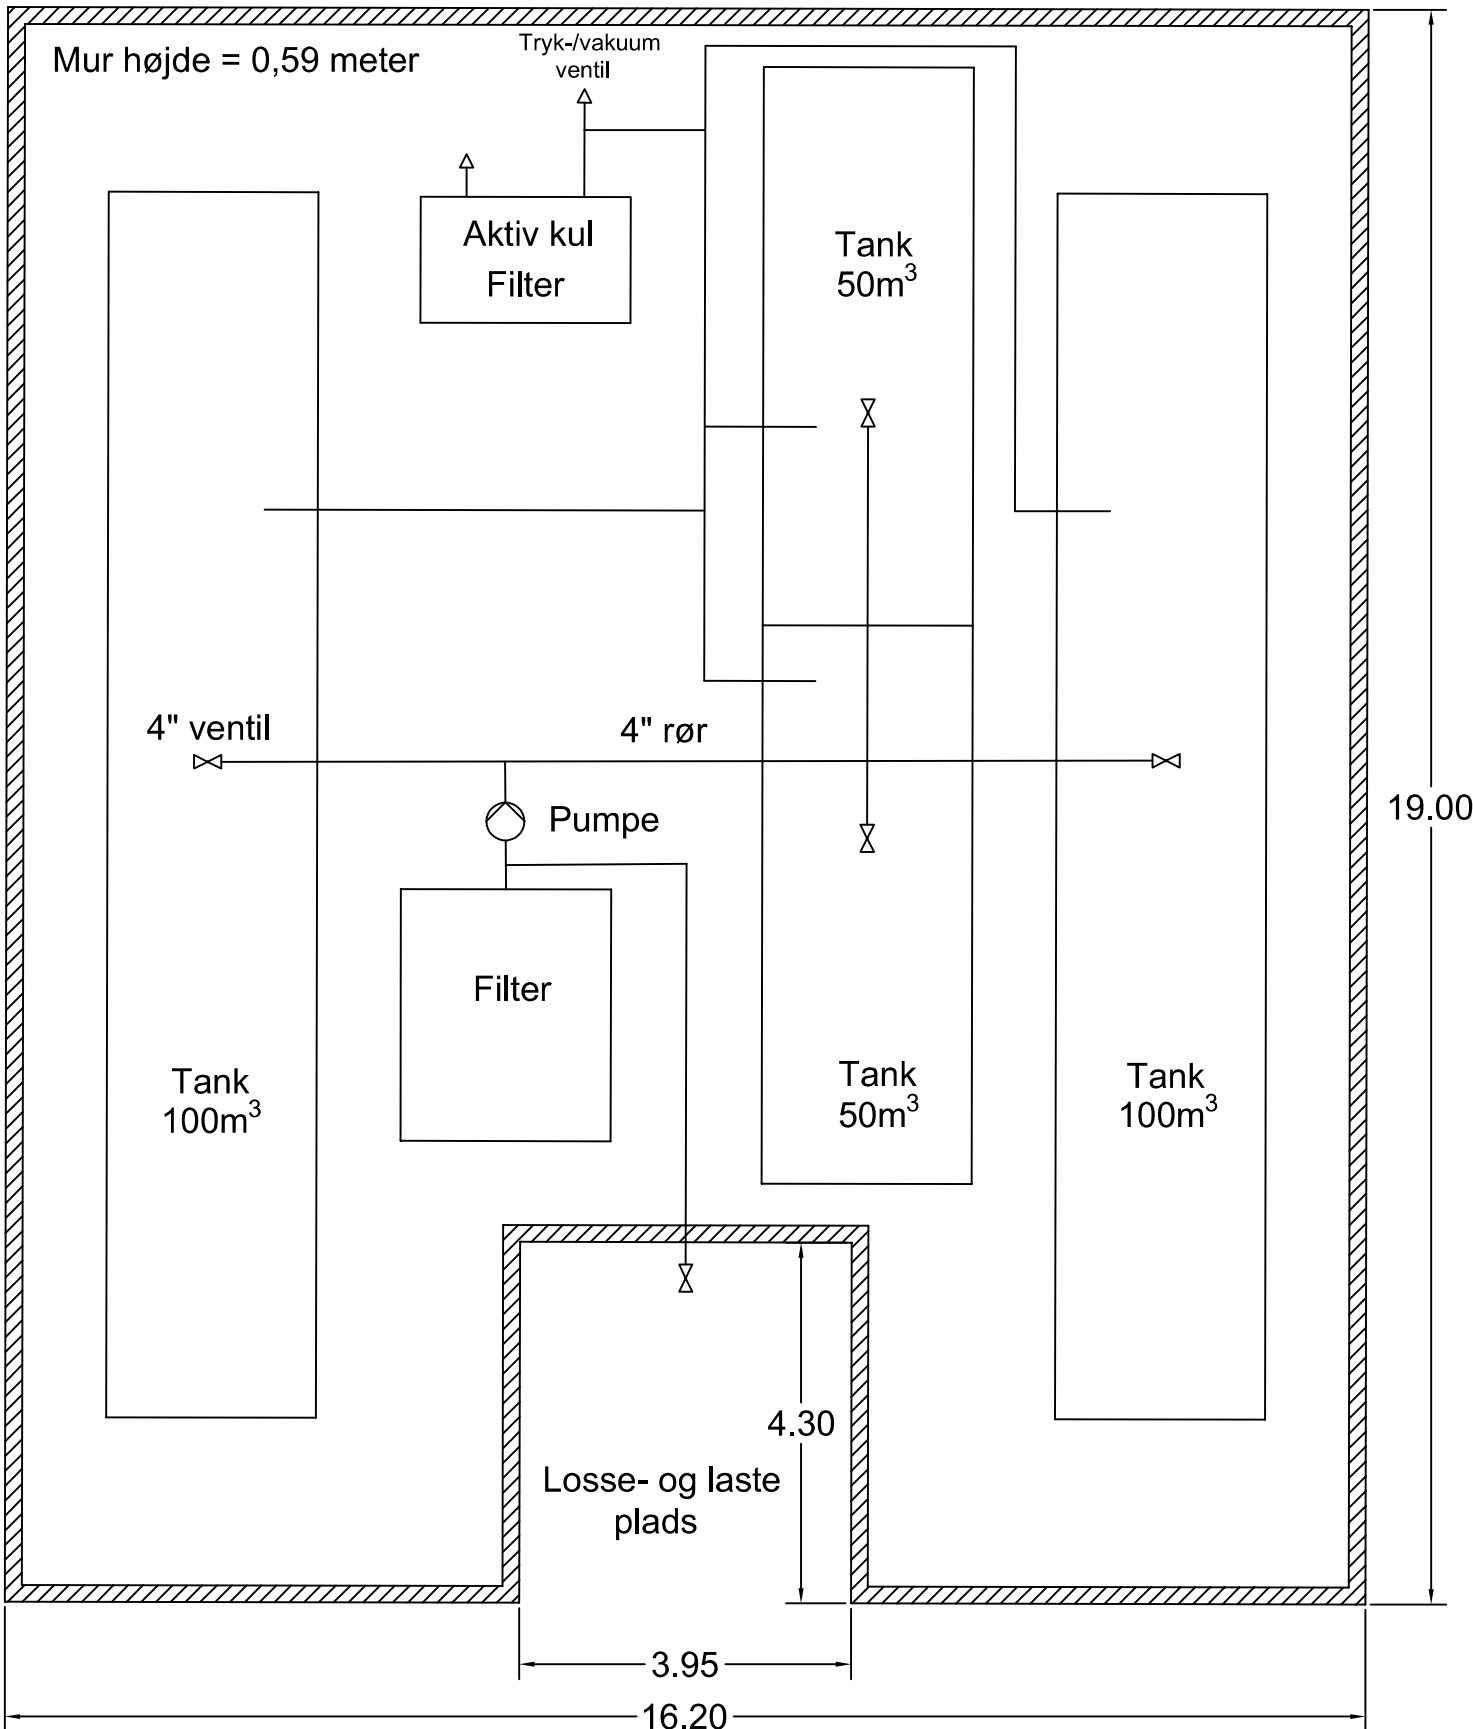 Mur højde = 0,59 meter
Tryk-/vakuum
ventil
Aktiv kul
Filter
Tank
50m³
4" ventil
4" rør
Pumpe
19.00
Filter
Tank
100m³
Tank
50m³
Tank
100m³
4.30
Losse- og laste
plads
3.95
16.20